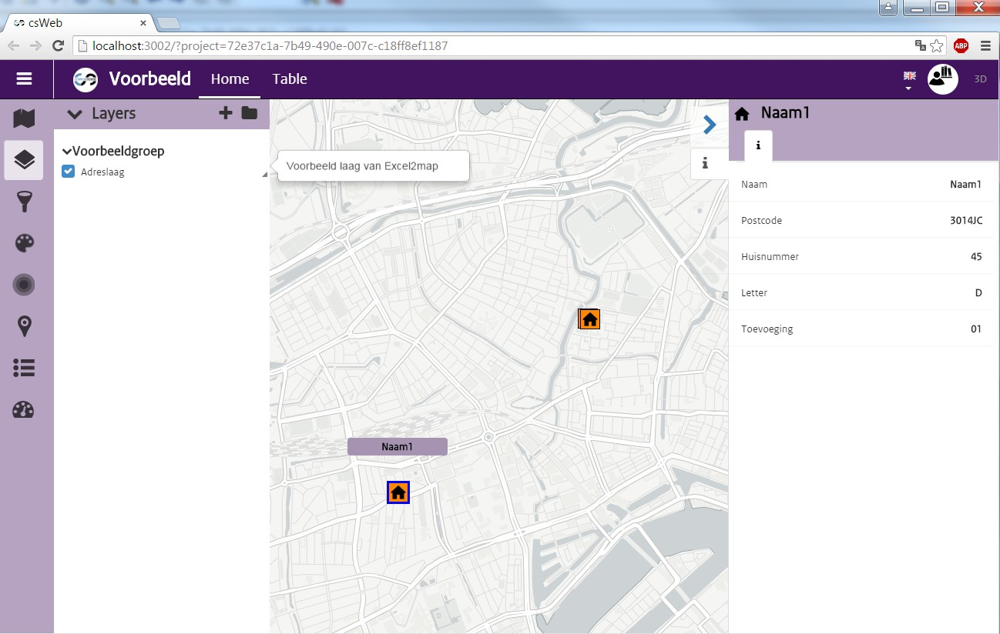 csWeb
localhost:3002/?project=72e37c1a-7b49-490e-007c-c18ff8ef1187
ABP
Voorbeeld Home Table
3D
Layers
Voorbeeldgroep
Adreslaag
Voorbeeld laag van Excel2map
Naam1
Naam1
Naam Naam1
Postcode 3014JC
Huisnummer 45
Letter D
Toevoeging 01